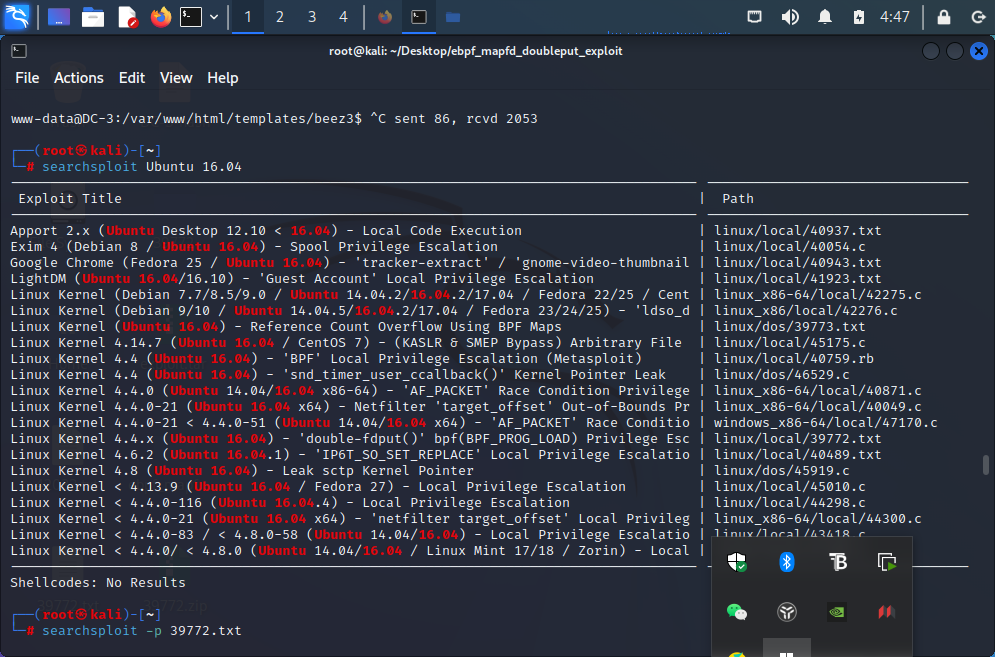 1 2 3 4 4:47
root@kali: ~/Desktop/ebpf_mapfd_doubleput_exploit
File Actions Edit View Help
www-data@DC-3:/var/www/html/templates/beez3$ ^C sent 86, rcvd 2053
┌──(root㉿kali)-[~]
└─# searchsploit Ubuntu 16.04
Exploit Title | Path
Apport 2.x (Ubuntu Desktop 12.10 < 16.04) - Local Code Execution | linux/local/40937.txt
Exim 4 (Debian 8 / Ubuntu 16.04) - Spool Privilege Escalation | linux/local/40054.c
Google Chrome (Fedora 25 / Ubuntu 16.04) - 'tracker-extract' / 'gnome-video-thumbnail | linux/local/40943.txt
LightDM (Ubuntu 16.04/16.10) - 'Guest Account' Local Privilege Escalation | linux/local/41923.txt
Linux Kernel (Debian 7.7/8.5/9.0 / Ubuntu 14.04.2/16.04.2/17.04 / Fedora 22/25 / Cent | linux_x86-64/local/42275.c
Linux Kernel (Debian 9/10 / Ubuntu 14.04.5/16.04.2/17.04 / Fedora 23/24/25) - 'ldso_d | linux_x86/local/42276.c
Linux Kernel (Ubuntu 16.04) - Reference Count Overflow Using BPF Maps | linux/dos/39773.txt
Linux Kernel 4.14.7 (Ubuntu 16.04 / CentOS 7) - (KASLR & SMEP Bypass) Arbitrary File | linux/local/45175.c
Linux Kernel 4.4 (Ubuntu 16.04) - 'BPF' Local Privilege Escalation (Metasploit) | linux/local/40759.rb
Linux Kernel 4.4 (Ubuntu 16.04) - 'snd_timer_user_ccallback()' Kernel Pointer Leak | linux/dos/46529.c
Linux Kernel 4.4.0 (Ubuntu 14.04/16.04 x86-64) - 'AF_PACKET' Race Condition Privilege | linux_x86-64/local/40871.c
Linux Kernel 4.4.0-21 (Ubuntu 16.04 x64) - Netfilter 'target_offset' Out-of-Bounds Pr | linux_x86-64/local/40049.c
Linux Kernel 4.4.0-21 < 4.4.0-51 (Ubuntu 14.04/16.04 x64) - 'AF_PACKET' Race Conditio | windows_x86-64/local/47170.c
Linux Kernel 4.4.x (Ubuntu 16.04) - 'double-fdput()' bpf(BPF_PROG_LOAD) Privilege Esc | linux/local/39772.txt
Linux Kernel 4.6.2 (Ubuntu 16.04.1) - 'IP6T_SO_SET_REPLACE' Local Privilege Escalatio | linux/local/40489.txt
Linux Kernel 4.8 (Ubuntu 16.04) - Leak sctp Kernel Pointer | linux/dos/45919.c
Linux Kernel < 4.13.9 (Ubuntu 16.04 / Fedora 27) - Local Privilege Escalation | linux/local/45010.c
Linux Kernel < 4.4.0-116 (Ubuntu 16.04.4) - Local Privilege Escalation | linux/local/44298.c
Linux Kernel < 4.4.0-21 (Ubuntu 16.04 x64) - 'netfilter target_offset' Local Privileg | linux_x86-64/local/44300.c
Linux Kernel < 4.4.0-83 / < 4.8.0-58 (Ubuntu 14.04/16.04) - Local Privilege Escalatio | linux/local/43418.c
Linux Kernel < 4.4.0/ < 4.8.0 (Ubuntu 14.04/16.04 / Linux Mint 17/18 / Zorin) - Local |
Shellcodes: No Results
┌──(root㉿kali)-[~]
└─# searchsploit -p 39772.txt